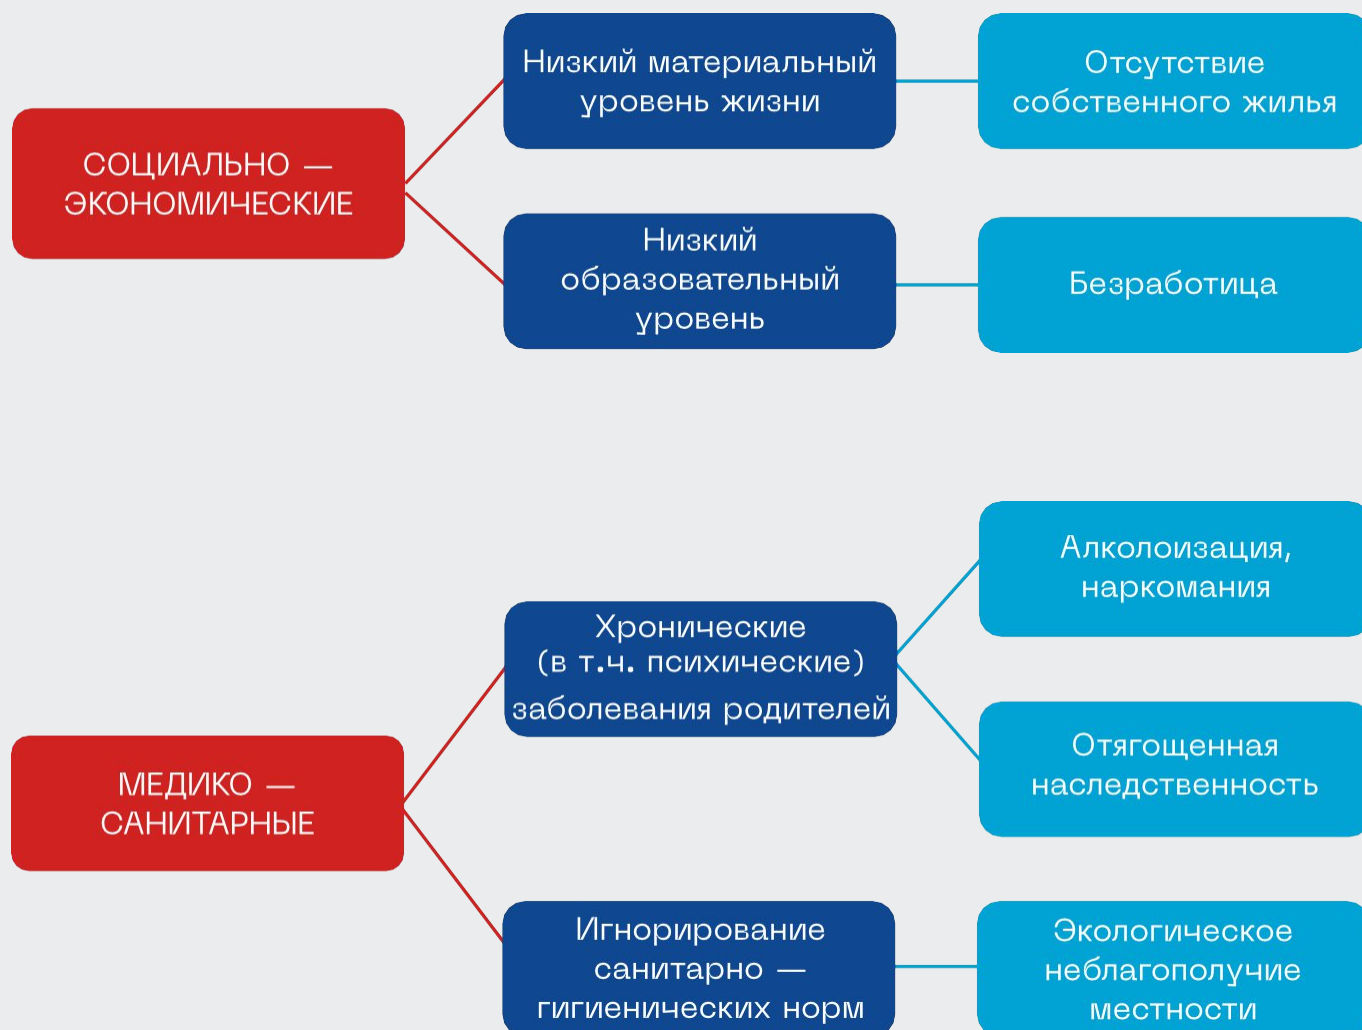 СОЦИАЛЬНО —
ЭКОНОМИЧЕСКИЕ
Низкий материальный
уровень жизни
Отсутствие
собственного жилья
Низкий
образовательный
уровень
Безработица
МЕДИКО —
САНИТАРНЫЕ
Хронические
(в т.ч. психические)
заболевания родителей
Алколоизация,
наркомания
Отягощенная
наследственность
Игнорирование
санитарно —
гигиенических норм
Экологическое
неблагополучие
местности